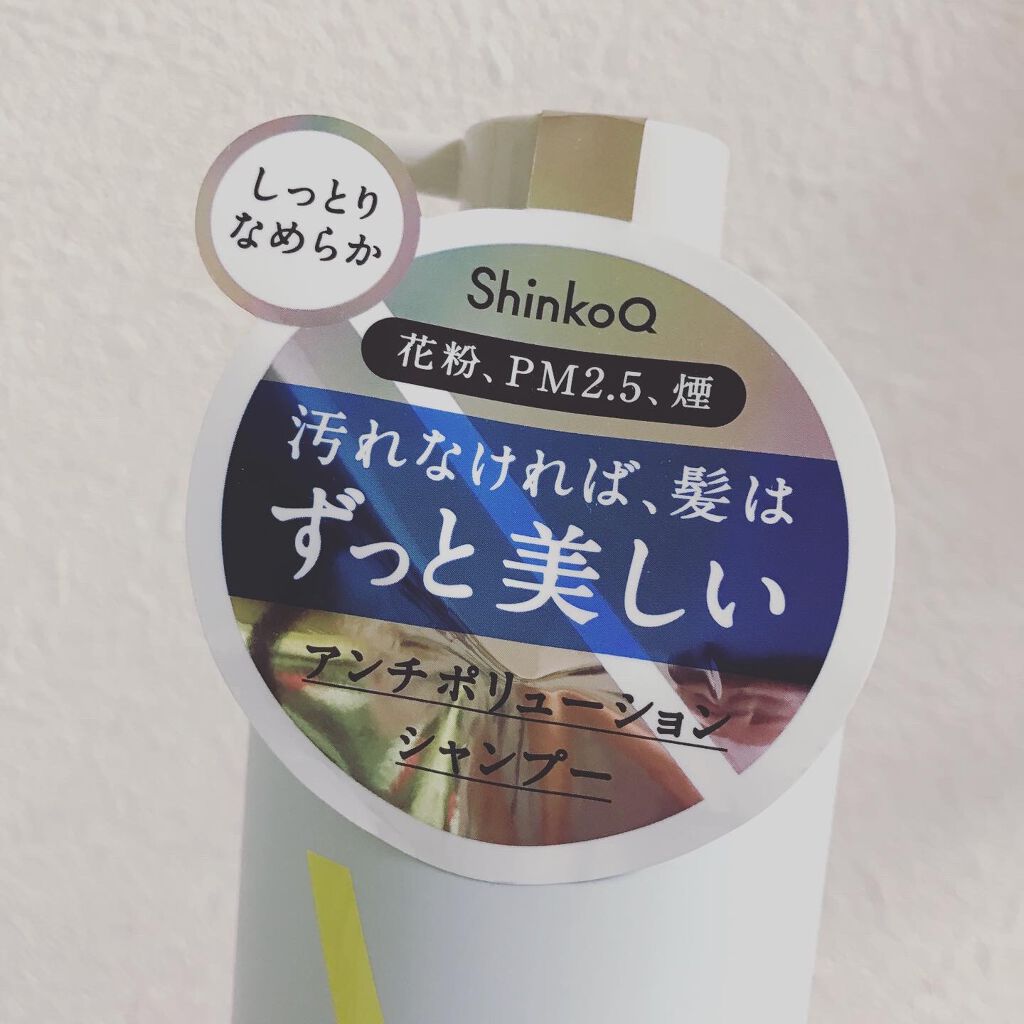 しっとり
なめらか
ShinkoQ
花粉、PM2.5、煙
汚れなければ、髪は
ずっと美しい
アンチポリューション
シャンプー